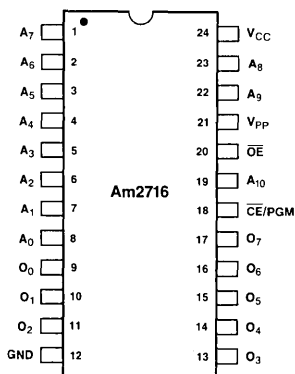 A7 1 24 VCC
A6 2 23 A8
A5 3 22 A9
A4 4 21 VPP
A3 5 20 O̅E̅
A2 6 19 A10
Am2716
A1 7 18 C̅E̅/PGM
A0 8 17 O7
O0 9 16 O6
O1 10 15 O5
O2 11 14 O4
GND 12 13 O3